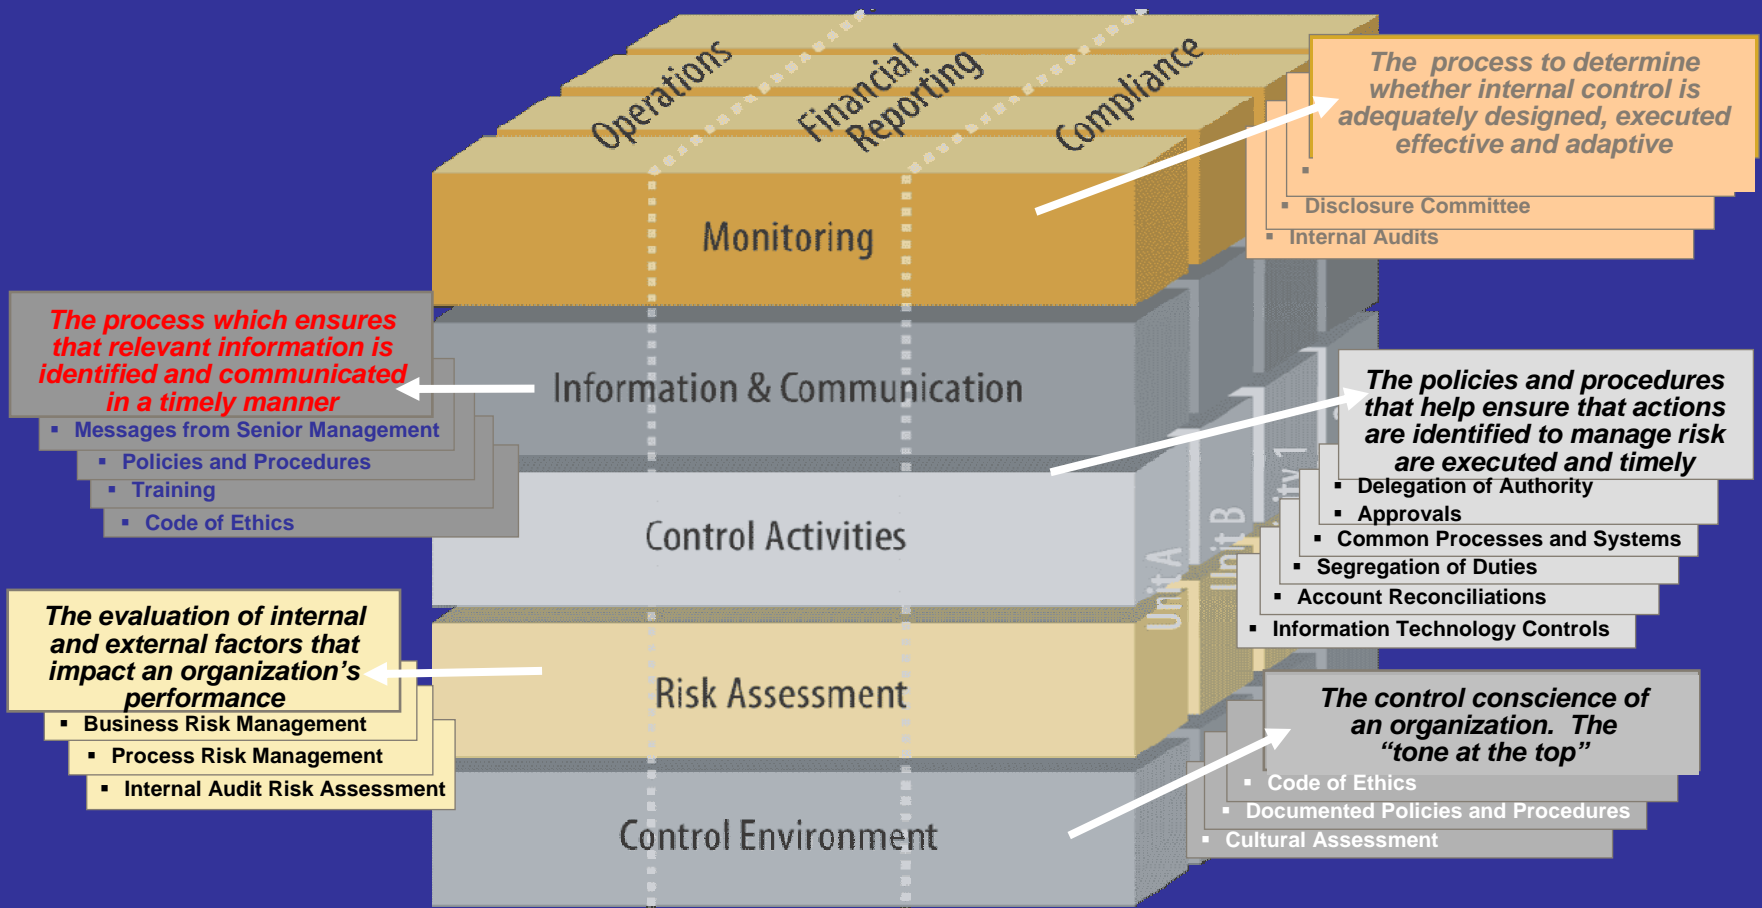 Operations
Financial
Reporting
Compliance
The process to determine
whether internal control is
adequately designed, executed
effective and adaptive
▪
▪ Disclosure Committee
▪ Internal Audits
Monitoring
The process which ensures
that relevant information is
identified and communicated
in a timely manner
▪ Messages from Senior Management
▪ Policies and Procedures
▪ Training
▪ Code of Ethics
Information & Communication
The policies and procedures
that help ensure that actions
are identified to manage risk
are executed and timely
▪ Delegation of Authority
▪ Approvals
▪ Common Processes and Systems
▪ Segregation of Duties
▪ Account Reconciliations
▪ Information Technology Controls
Control Activities
Unit A
Unit B
1
The evaluation of internal
and external factors that
impact an organization’s
performance
▪ Business Risk Management
▪ Process Risk Management
▪ Internal Audit Risk Assessment
Risk Assessment
The control conscience of
an organization. The
“tone at the top”
▪ Code of Ethics
▪ Documented Policies and Procedures
▪ Cultural Assessment
Control Environment